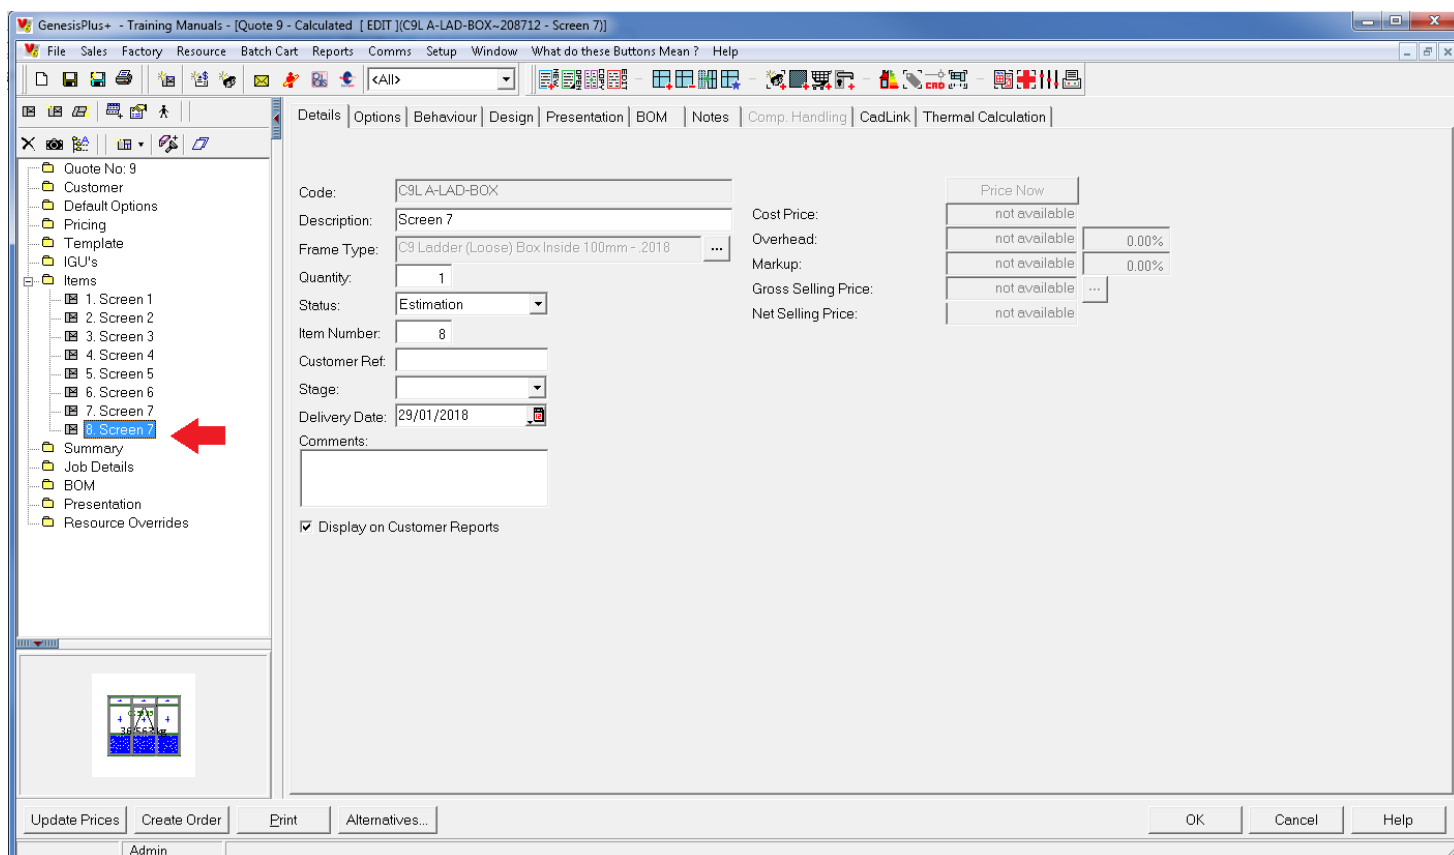 GenesisPlus+ - Training Manuals - [Quote 9 - Calculated [ EDIT ](C9L A-LAD-BOX~208712 - Screen 7)]
File Sales Factory Resource Batch Cart Reports Comms Setup Window What do these Buttons Mean ? Help
<All>
CAD
Details Options Behaviour Design Presentation BOM Notes Comp. Handling CadLink Thermal Calculation
Quote No: 9
Customer
Default Options
Pricing
Template
IGU's
Items
1. Screen 1
2. Screen 2
3. Screen 3
4. Screen 4
5. Screen 5
6. Screen 6
7. Screen 7
8. Screen 7
Summary
Job Details
BOM
Presentation
Resource Overrides
Code: C9L A-LAD-BOX
Description: Screen 7
Frame Type: C9 Ladder (Loose) Box Inside 100mm - .2018 ...
Quantity: 1
Status: Estimation
Item Number: 8
Customer Ref:
Stage:
Delivery Date: 29/01/2018
Comments:
Display on Customer Reports
Price Now
Cost Price: not available
Overhead: not available 0.00%
Markup: not available 0.00%
Gross Selling Price: not available ...
Net Selling Price: not available
Update Prices Create Order Print Alternatives... OK Cancel Help
Admin